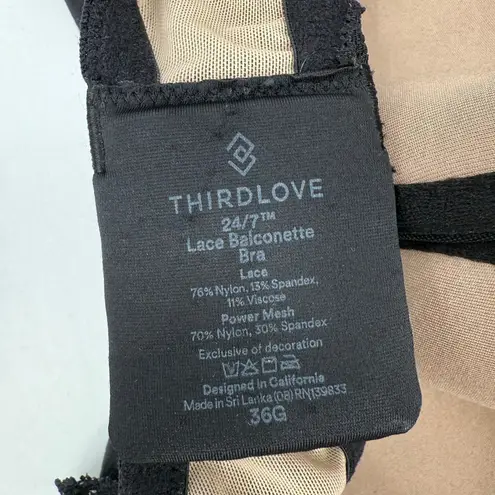 THIRDLOVE
24/7™
Lace Balconette
Bra
Lace
76% Nylon, 13% Spandex,
11% Viscose
Power Mesh
70% Nylon, 30% Spandex
Exclusive of decoration
Designed in California
Made in Sri Lanka (08) RN139833
36G